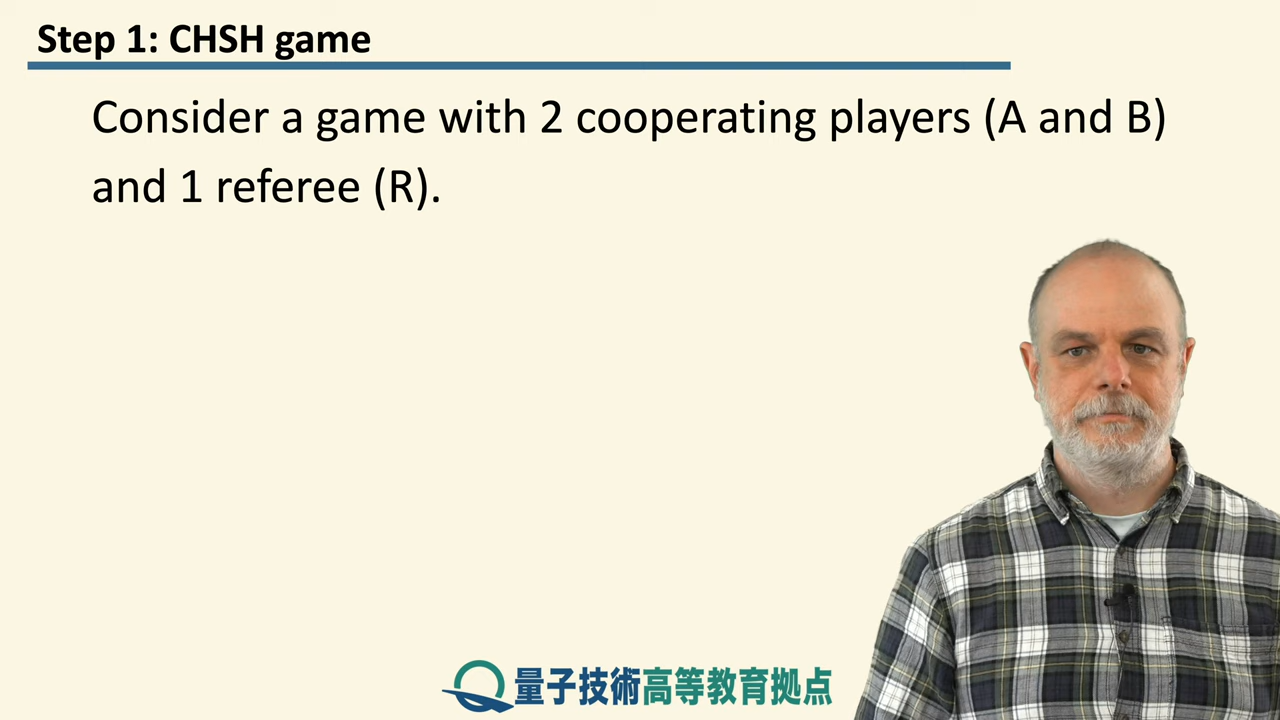 Step 1: CHSH game
Consider a game with 2 cooperating players (A and B)
and 1 referee (R).
量子技術高等教育拠点